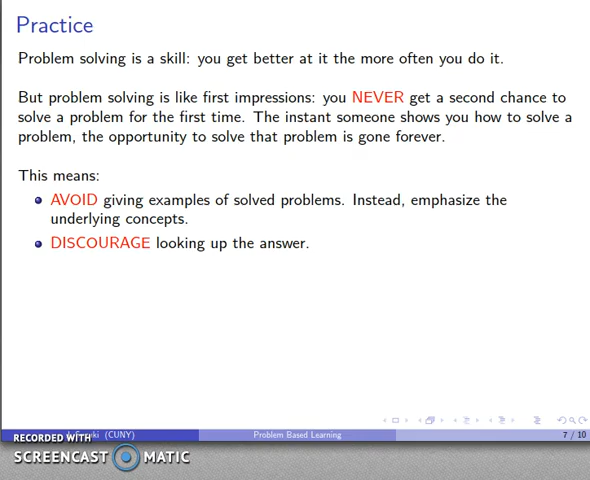 Practice
Problem solving is a skill: you get better at it the more often you do it.
But problem solving is like first impressions: you NEVER get a second chance to
solve a problem for the first time. The instant someone shows you how to solve a
problem, the opportunity to solve that problem is gone forever.
This means:
AVOID giving examples of solved problems. Instead, emphasize the
underlying concepts.
DISCOURAGE looking up the answer.
(CUNY) Problem Based Learning 7 / 10
RECORDED WITH
SCREENCAST MATIC